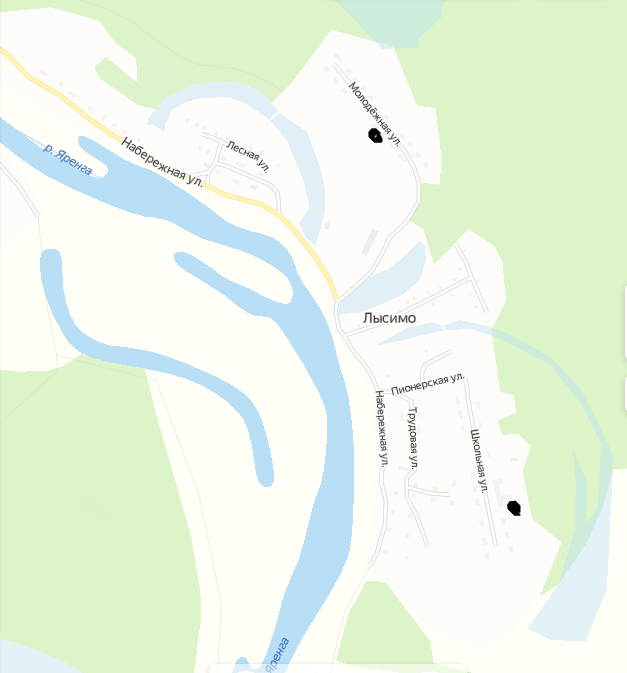 Молодёжная ул.
Лесная ул.
Набережная ул.
р. Яренга
Лысимо
Пионерская ул.
Набережная ул.
Трудовая ул.
Школьная ул.
Яренга